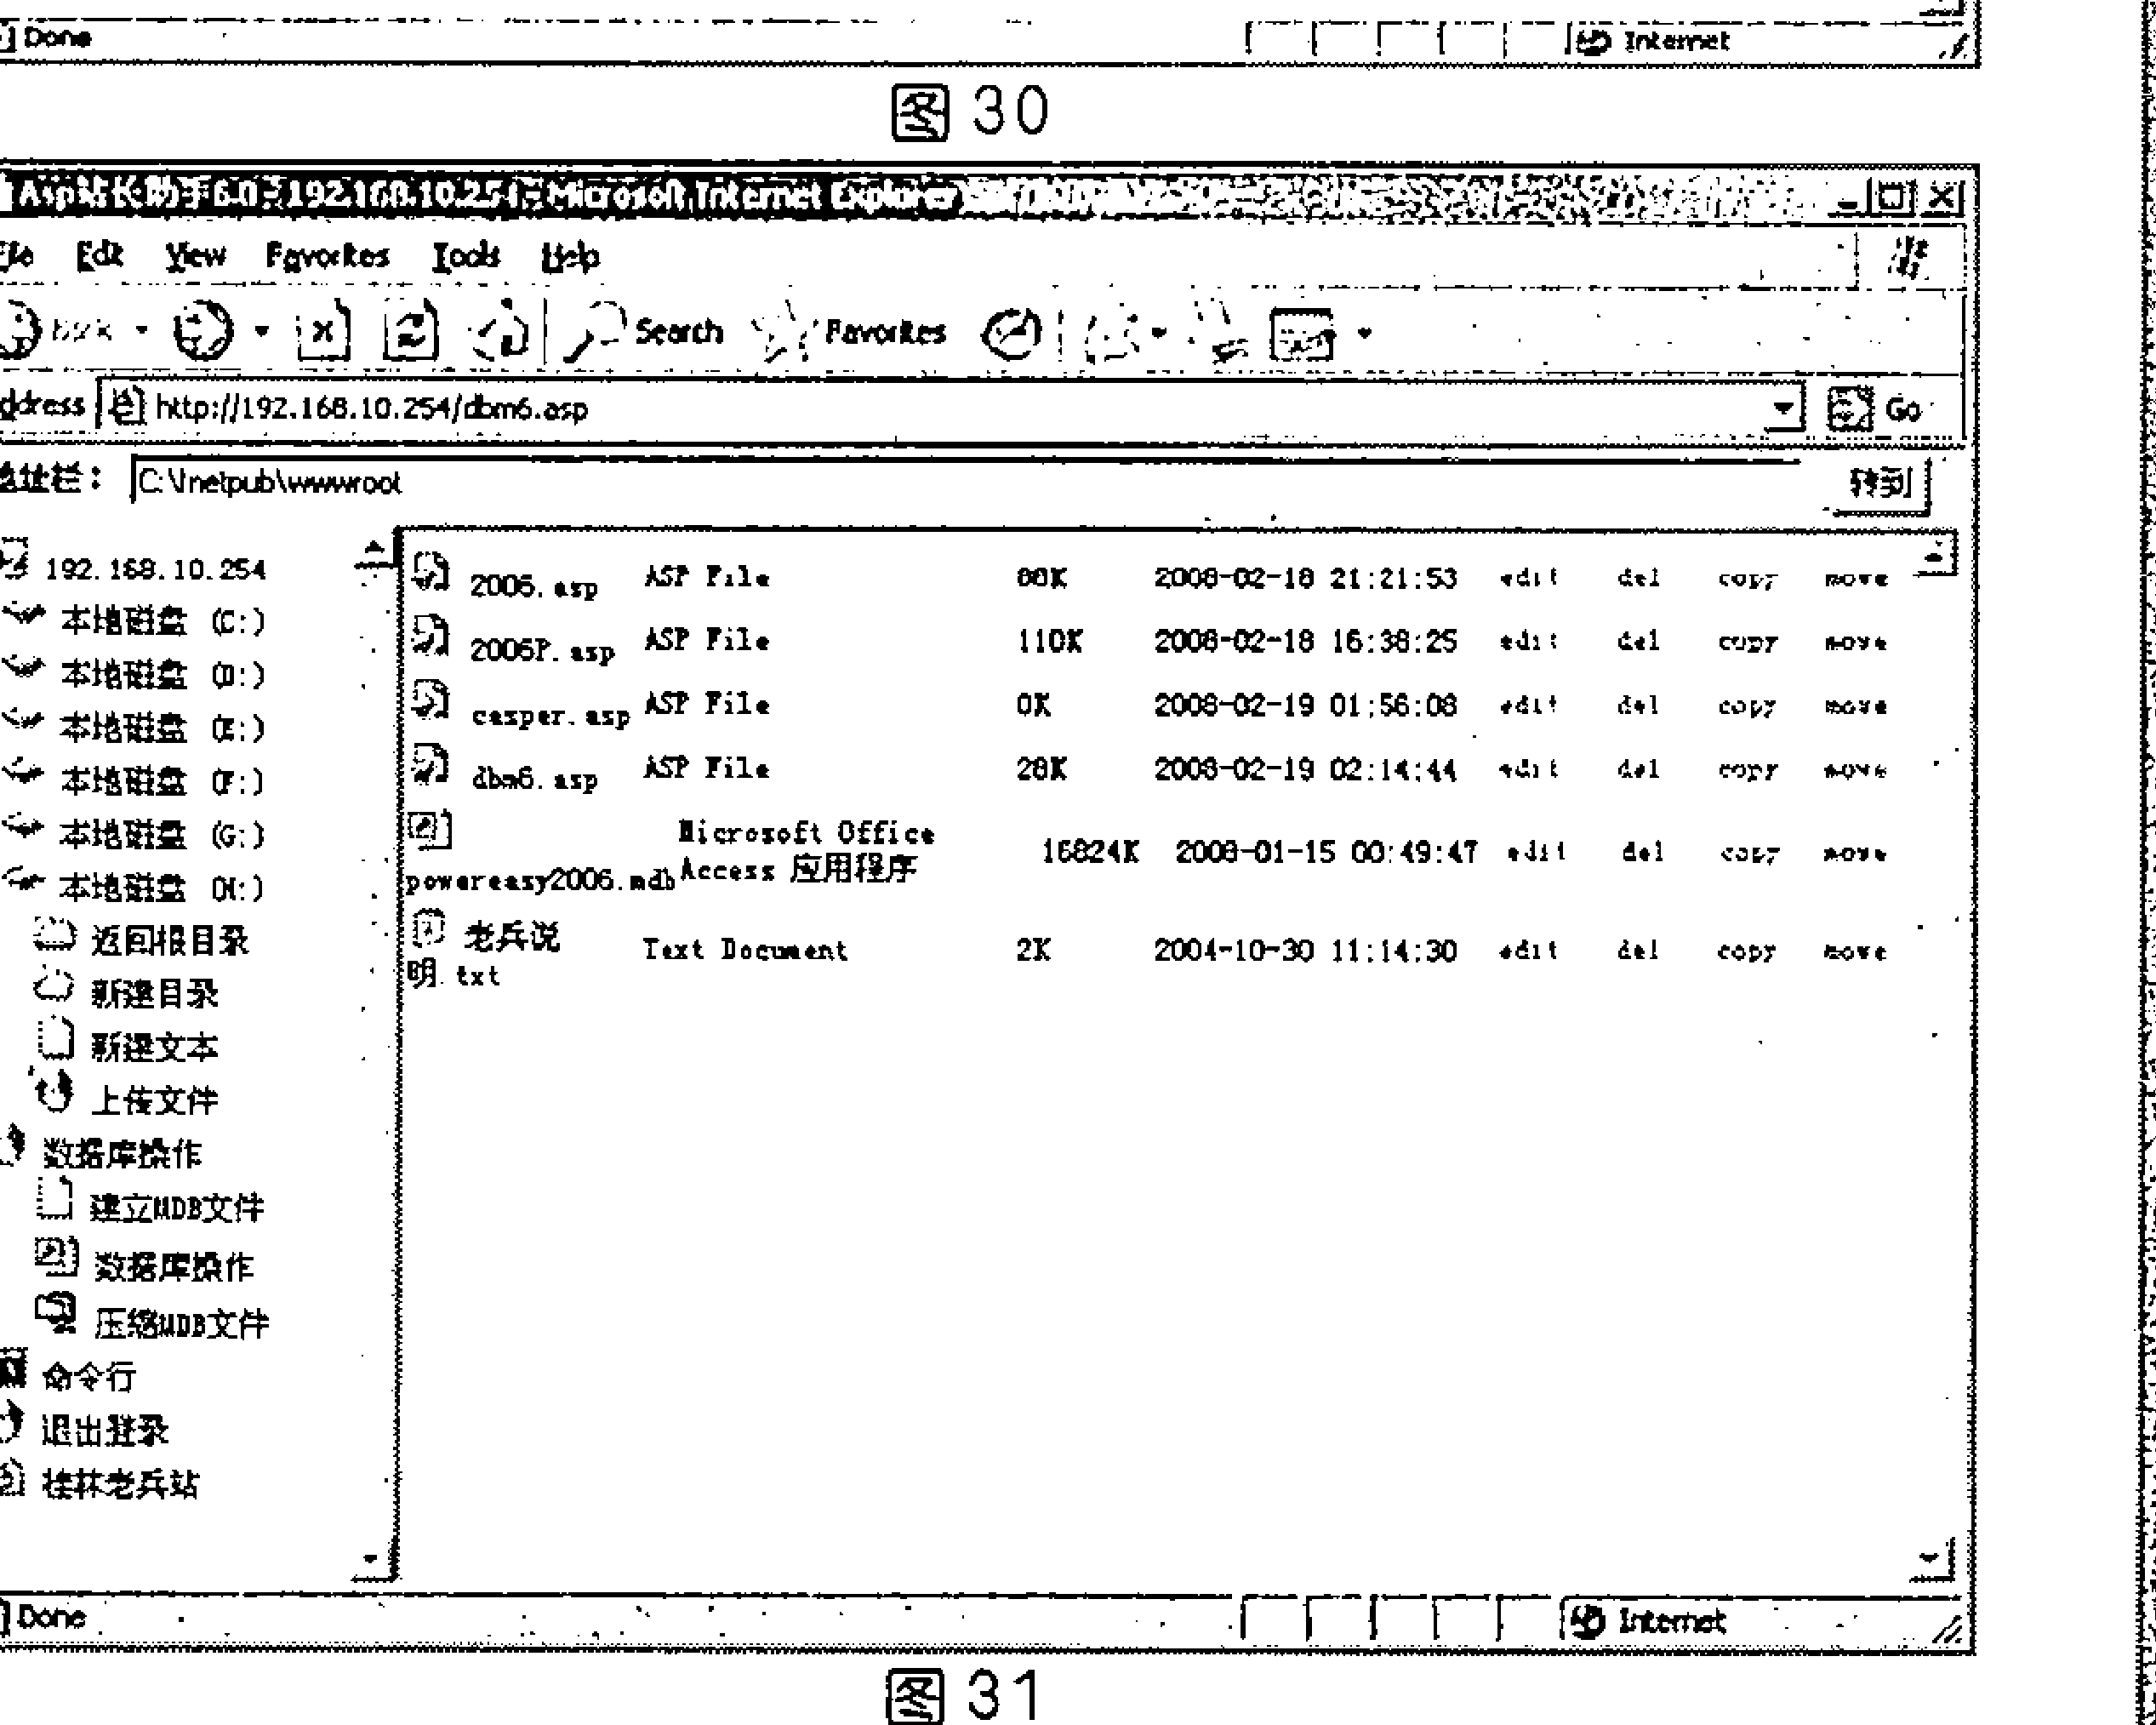 Done
Internet
图 30
Asp站长助手6.0 - 192.168.10.254 - Microsoft Internet Explorer
Edit View Favorites Tools Help
Search Favorites
http://192.168.10.254/dbm6.asp
Go
C:\Inetpub\wwwroot
转到
192.168.10.254
本地磁盘 (C:)
本地磁盘 (D:)
本地磁盘 (E:)
本地磁盘 (F:)
本地磁盘 (G:)
本地磁盘 (H:)
返回根目录
新建目录
新建文本
上传文件
数据库操作
建立MDB文件
数据库操作
压缩MDB文件
命令行
退出登录
桂林老兵站
2006.asp ASP File 2008-02-18 21:21:53 edit del copy move
2006P.asp ASP File 110K 2008-02-18 16:38:25 edit del copy move
casper.asp ASP File 0K 2008-02-19 01:56:08 edit del copy move
dbm6.asp ASP File 28K 2008-02-19 02:14:44 edit del copy move
powereasy2006.mdb Microsoft Office
Access 应用程序 16824K 2008-01-15 00:49:47 edit del copy move
老兵说
明.txt Text Document 2K 2004-10-30 11:14:30 edit del copy move
Done
Internet
图 31